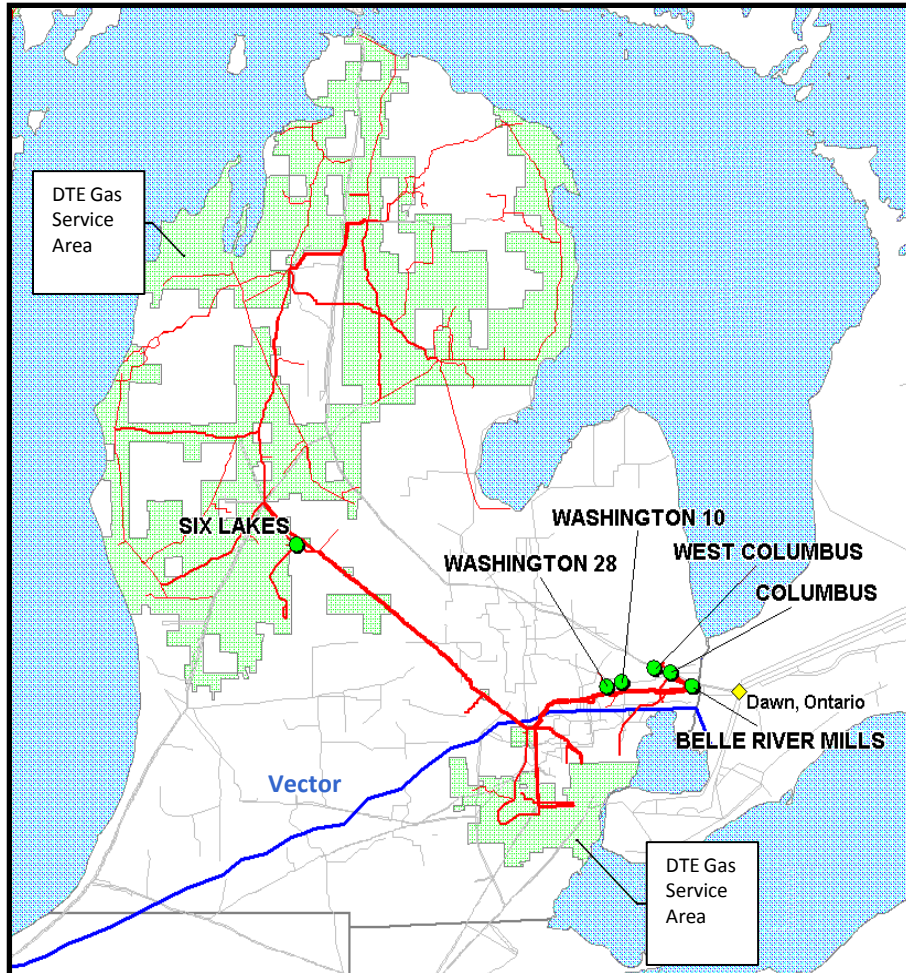 DTE Gas
Service
Area
SIX LAKES
WASHINGTON 10
WASHINGTON 28
WEST COLUMBUS
COLUMBUS
Dawn, Ontario
BELLE RIVER MILLS
Vector
DTE Gas
Service
Area